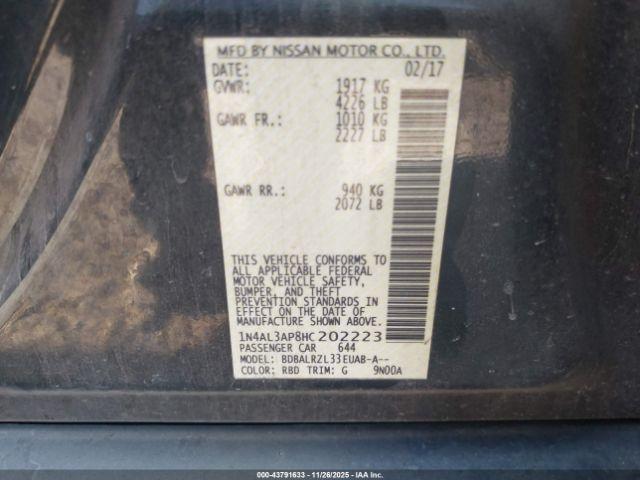 MFD BY NISSAN MOTOR CO., LTD.
DATE: 02/17
GVWR: 1917 KG
4226 LB
GAWR FR.: 1010 KG
2227 LB
GAWR RR.: 940 KG
2072 LB
THIS VEHICLE CONFORMS TO
ALL APPLICABLE FEDERAL
MOTOR VEHICLE SAFETY,
BUMPER, AND THEFT
PREVENTION STANDARDS IN
EFFECT ON THE DATE OF
MANUFACTURE SHOWN ABOVE.
1N4AL3AP8HC202223
PASSENGER CAR 644
MODEL: BDBALRZL33EUAB-A--
COLOR: RBD TRIM: G 9N00A
000-43791633 - 11/26/2025 - IAAI.COM